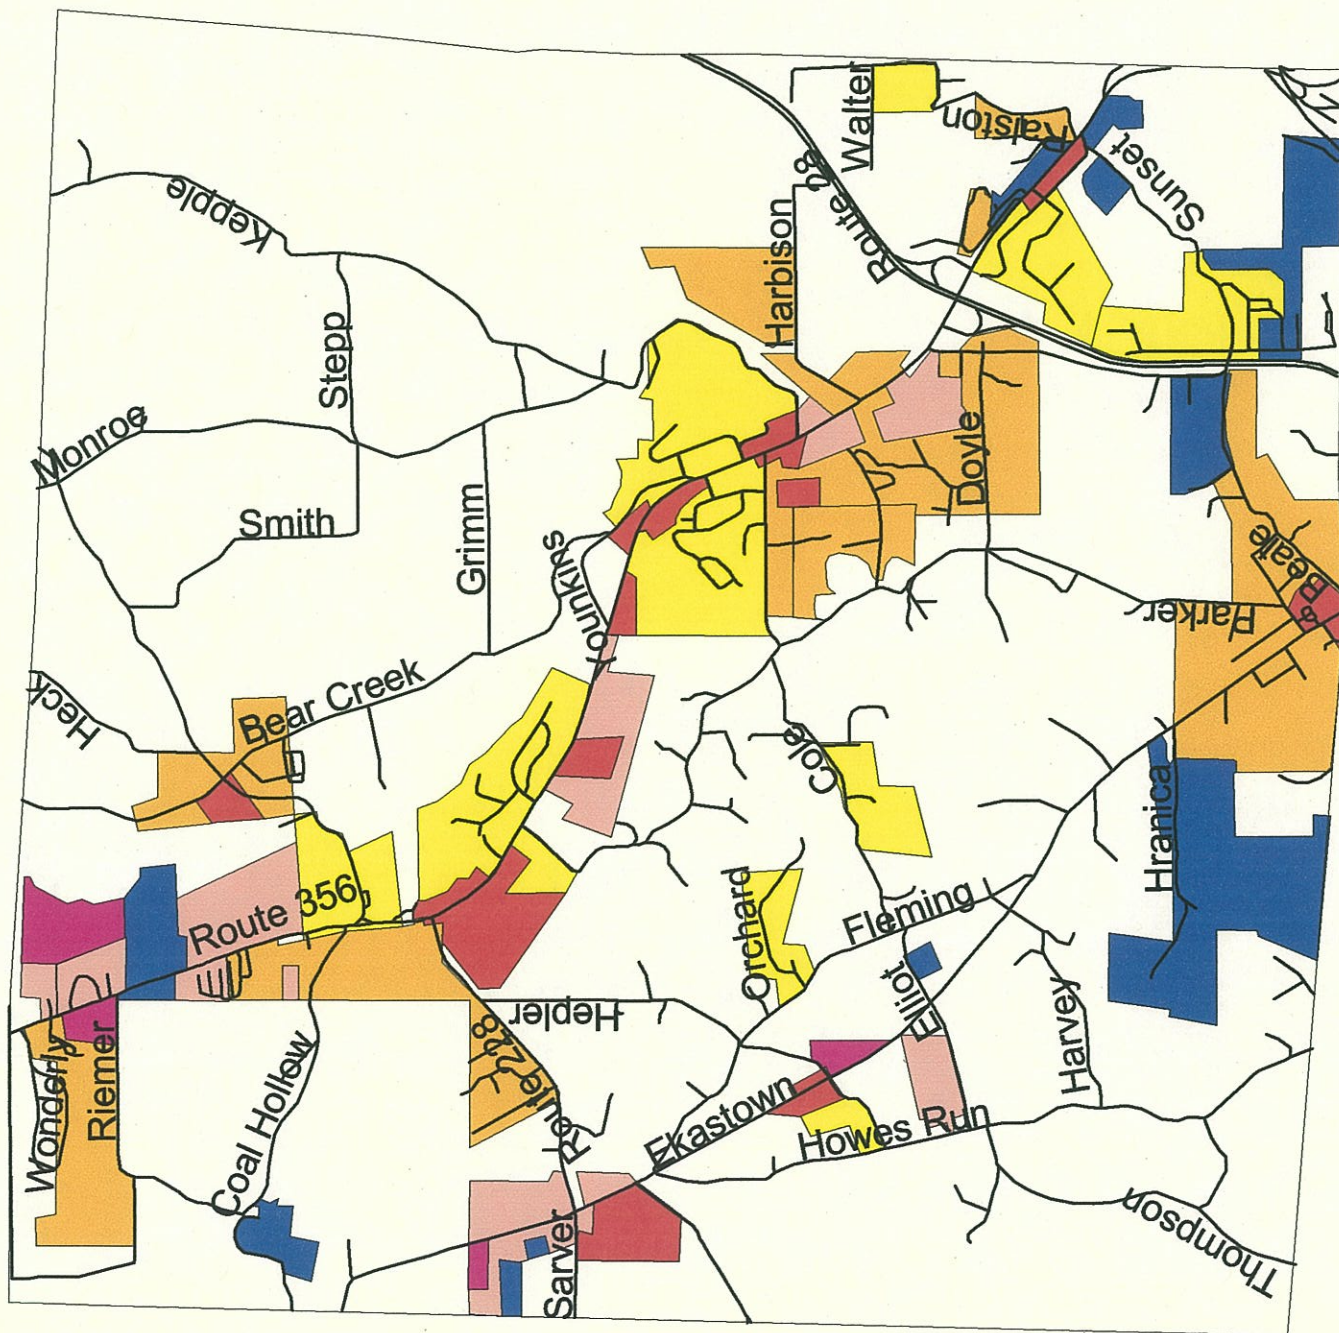 Walter
Ralston
Sunset
Route 28
Harbison
Kepple
Stepp
Monroe
Smith
Grimm
Younkins
Doyle
Beale
Parker
Heck
Bear Creek
Cole
Hranica
Orchard
Fleming
Route 356
Elliot
Hepler
Route 228
Harvey
Wonderly
Riemer
Coal Hollow
Ekastown
Howes Run
Thompson
Sarver